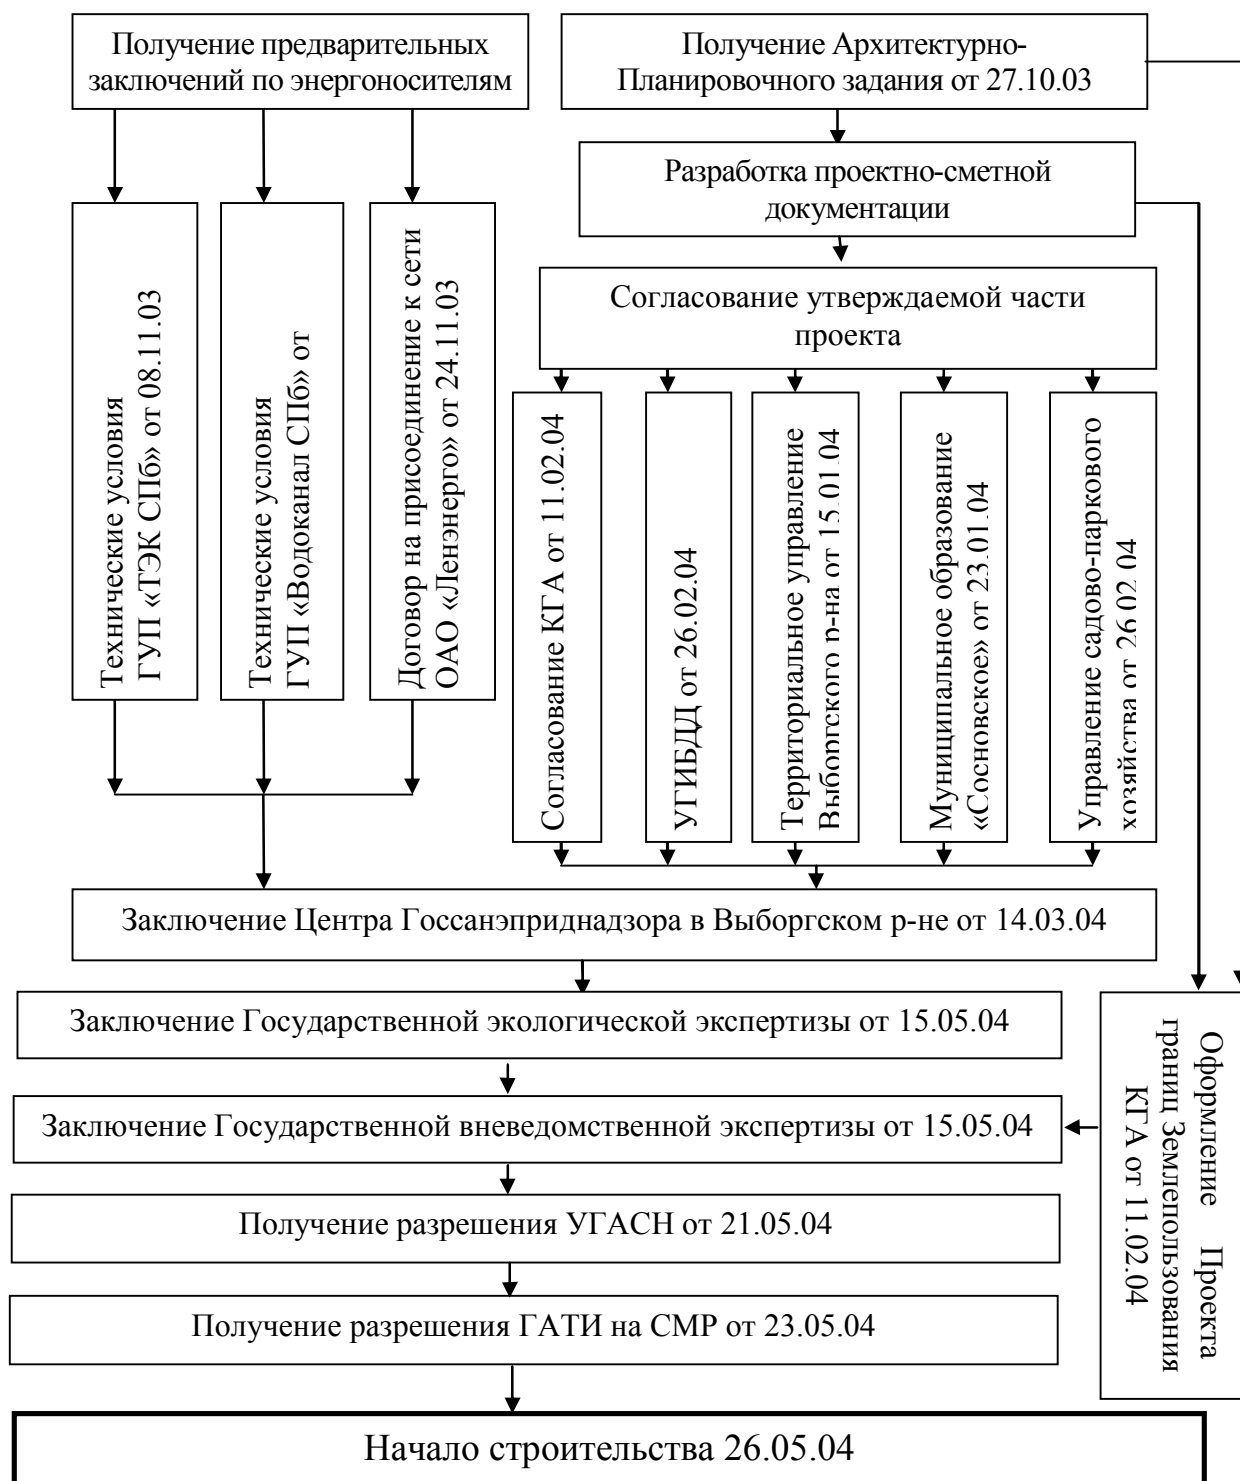 Получение предварительных
заключений по энергоносителям
Получение Архитектурно-
Планировочного задания от 27.10.03
Разработка проектно-сметной
документации
Согласование утверждаемой части
проекта
Технические условия
ГУП «ТЭК СПб» от 08.11.03
Технические условия
ГУП «Водоканал СПб» от
Договор на присоединение к сети
ОАО «Ленэнерго» от 24.11.03
Согласование КГА от 11.02.04
УГИБДД от 26.02.04
Территориальное управление
Выборгского р-на от 15.01.04
Муниципальное образование
«Сосновское» от 23.01.04
Управление садово-паркового
хозяйства от 26.02.04
Заключение Центра Госсанэприднадзора в Выборгском р-не от 14.03.04
Заключение Государственной экологической экспертизы от 15.05.04
Заключение Государственной вневедомственной экспертизы от 15.05.04
Оформление Проекта
границ Землепользования
КГА от 11.02.04
Получение разрешения УГАСН от 21.05.04
Получение разрешения ГАТИ на СМР от 23.05.04
Начало строительства 26.05.04